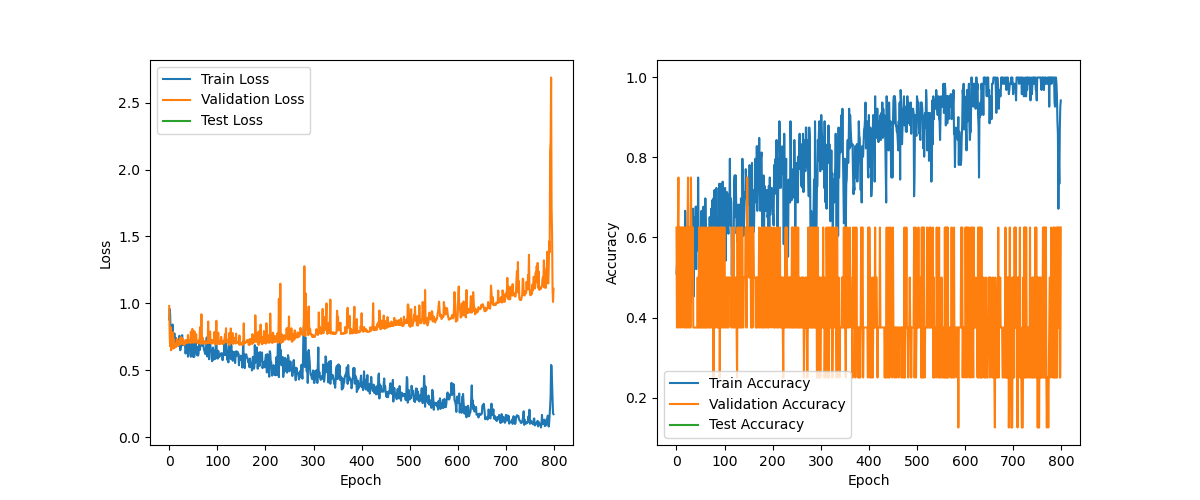 Train Loss
Validation Loss
Test Loss
2.5
2.0
1.5
1.0
0.5
0.0
Loss
0 100 200 300 400 500 600 700 800
Epoch
1.0
0.8
0.6
0.4
0.2
Accuracy
Train Accuracy
Validation Accuracy
Test Accuracy
0 100 200 300 400 500 600 700 800
Epoch